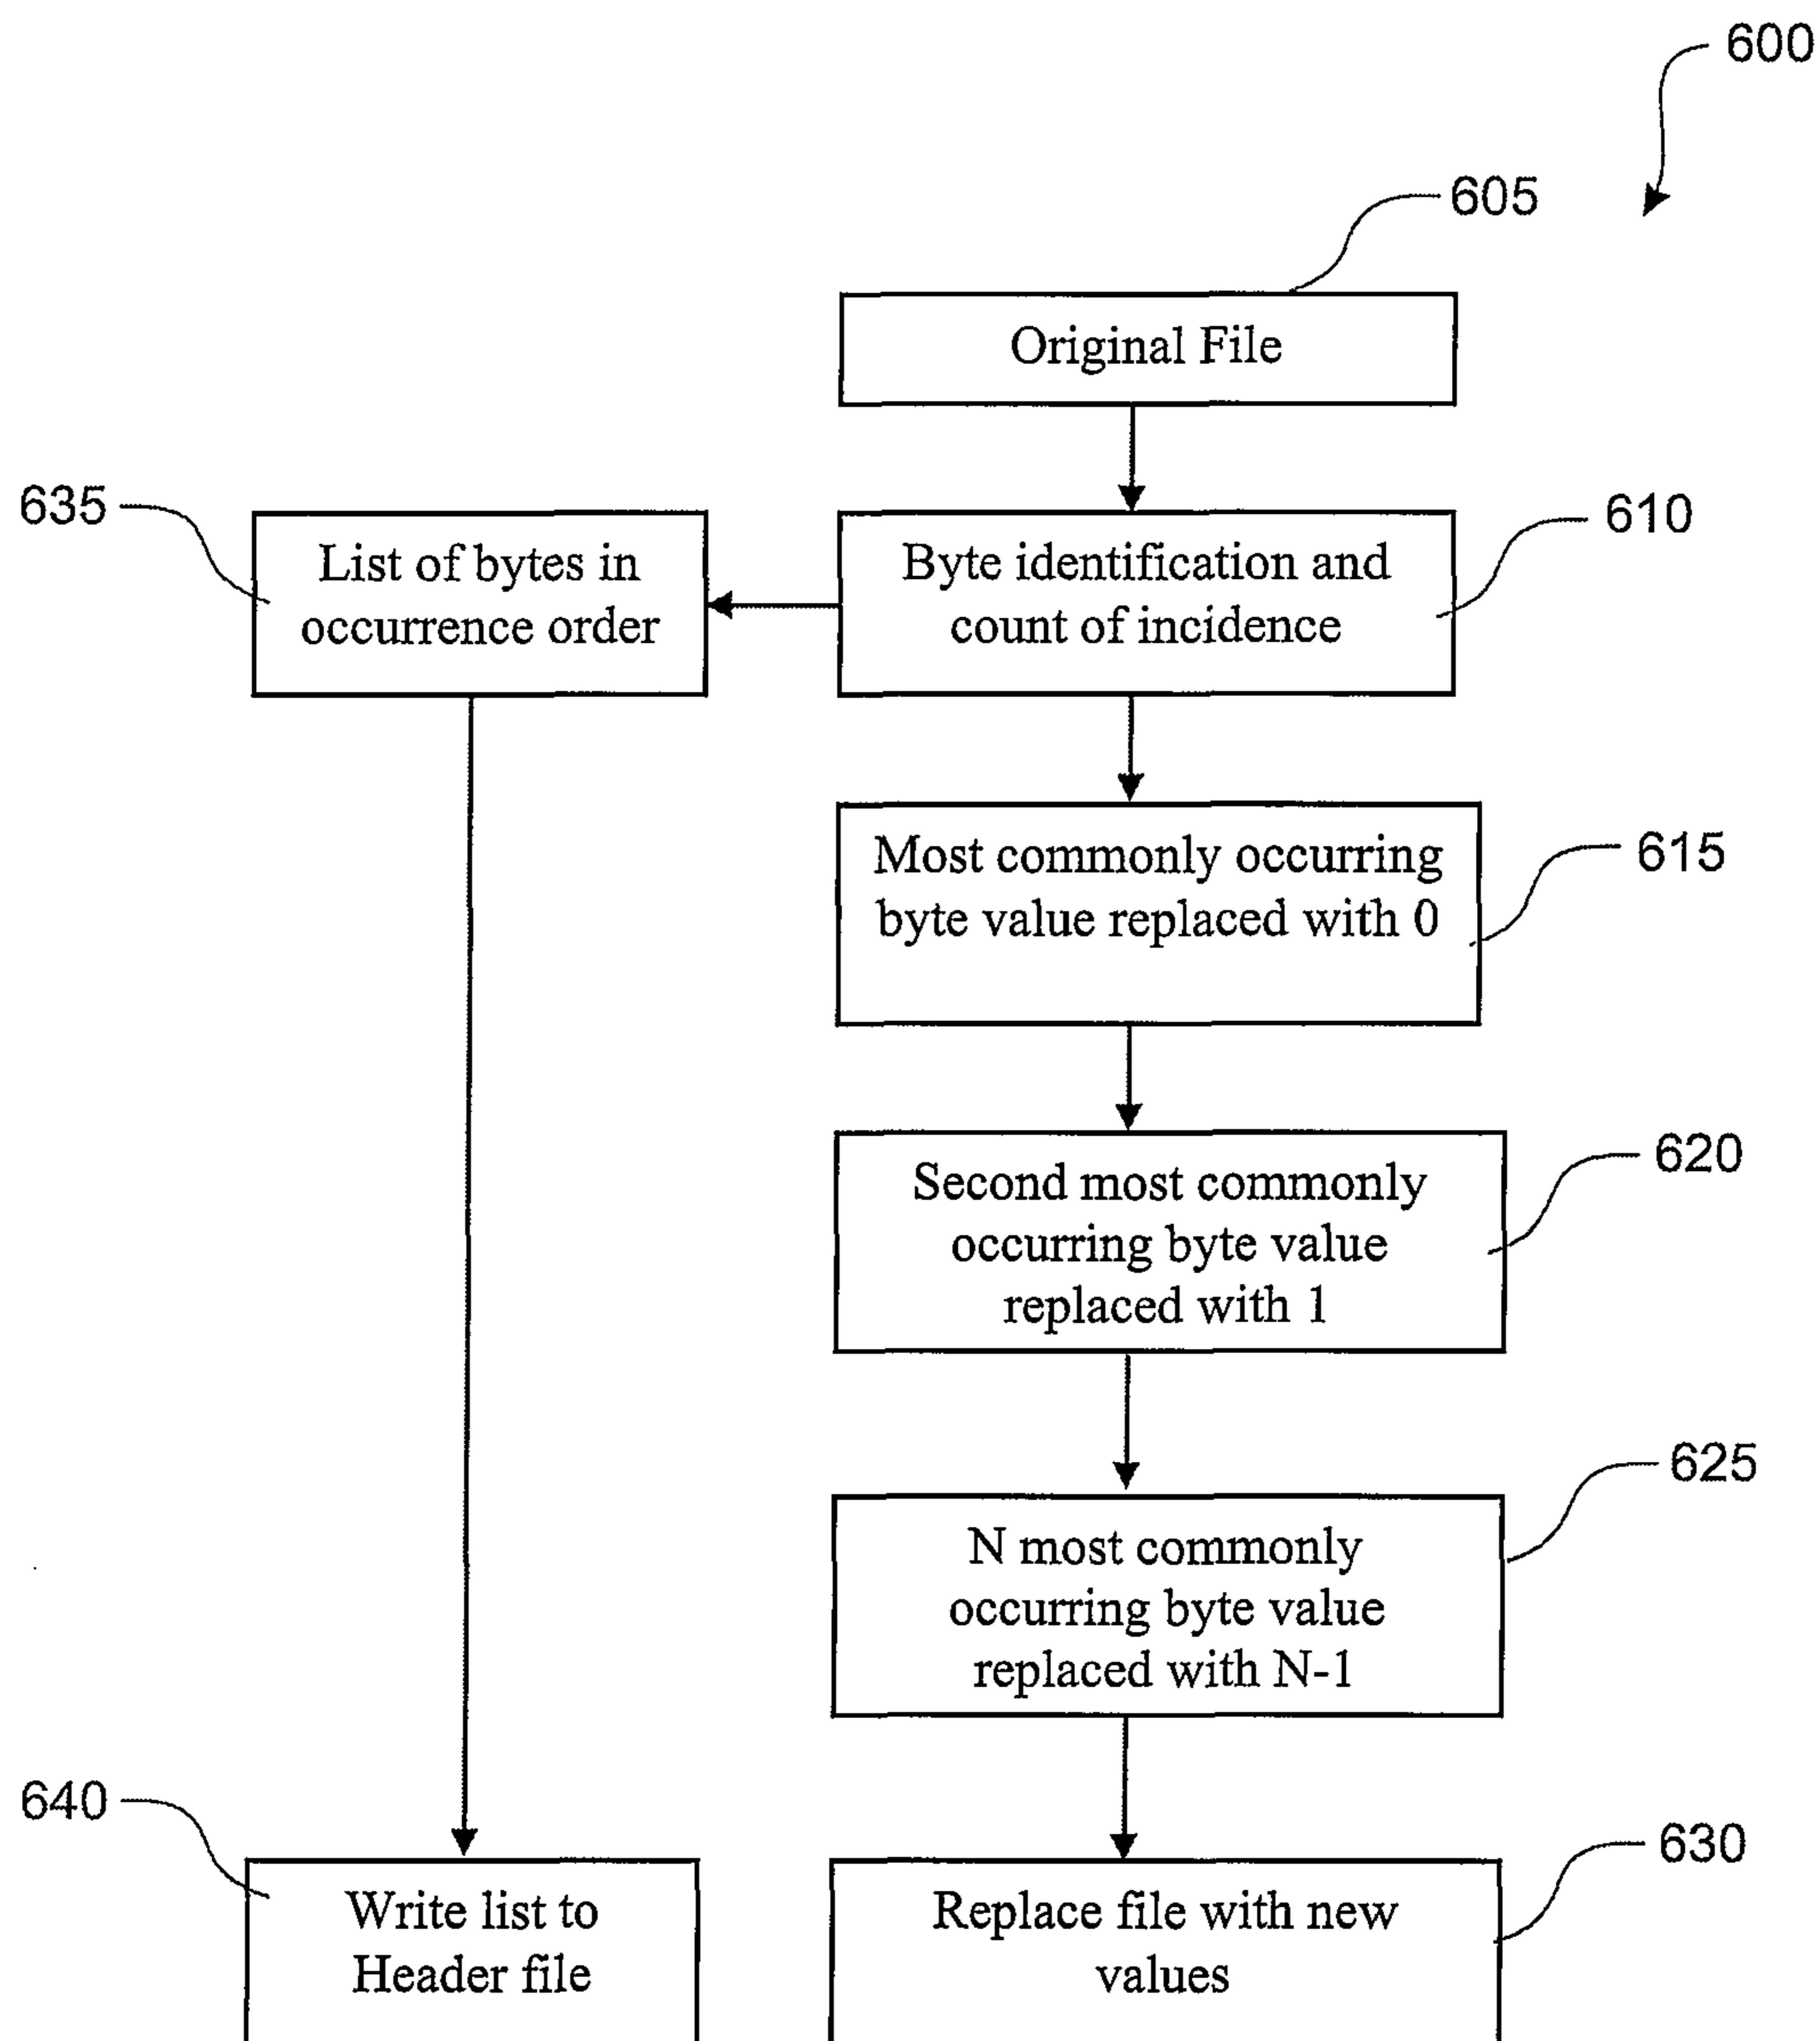 600
605
Original File
635
610
List of bytes in
occurrence order
Byte identification and
count of incidence
Most commonly occurring
byte value replaced with 0
615
Second most commonly
occurring byte value
replaced with 1
620
N most commonly
occurring byte value
replaced with N-1
625
640
630
Write list to
Header file
Replace file with new
values